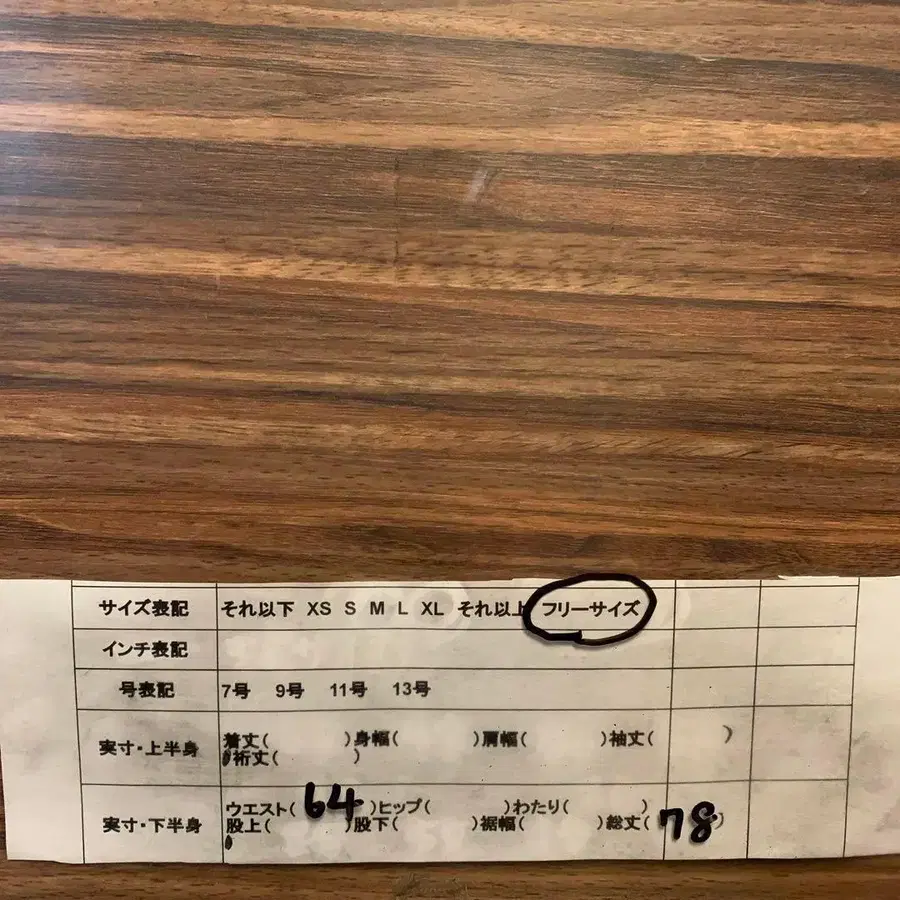 サイズ表記 それ以下 XS S M L XL それ以上 フリーサイズ
インチ表記
号表記 7号 9号 11号 13号
実寸・上半身 着丈( )身幅( )肩幅( )袖丈( )
裄丈( )
実寸・下半身 ウエスト( 64 )ヒップ( )わたり( )
股上( )股下( )裾幅( )総丈( 78 )